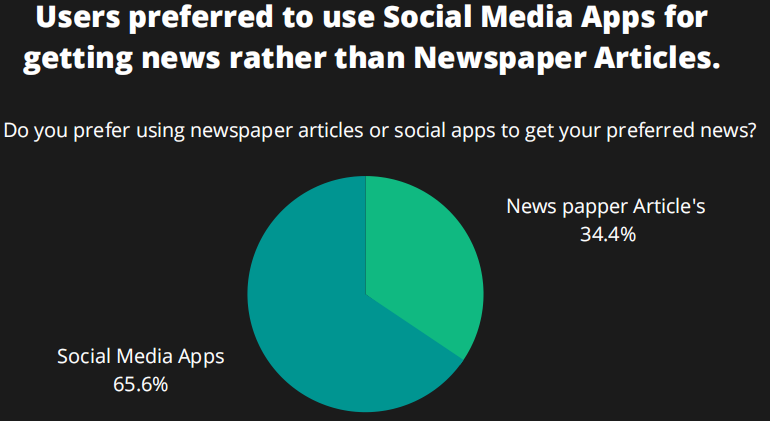 Users preferred to use Social Media Apps for
getting news rather than Newspaper Articles.
Do you prefer using newspaper articles or social apps to get your preferred news?
News papper Article's
34.4%
Social Media Apps
65.6%